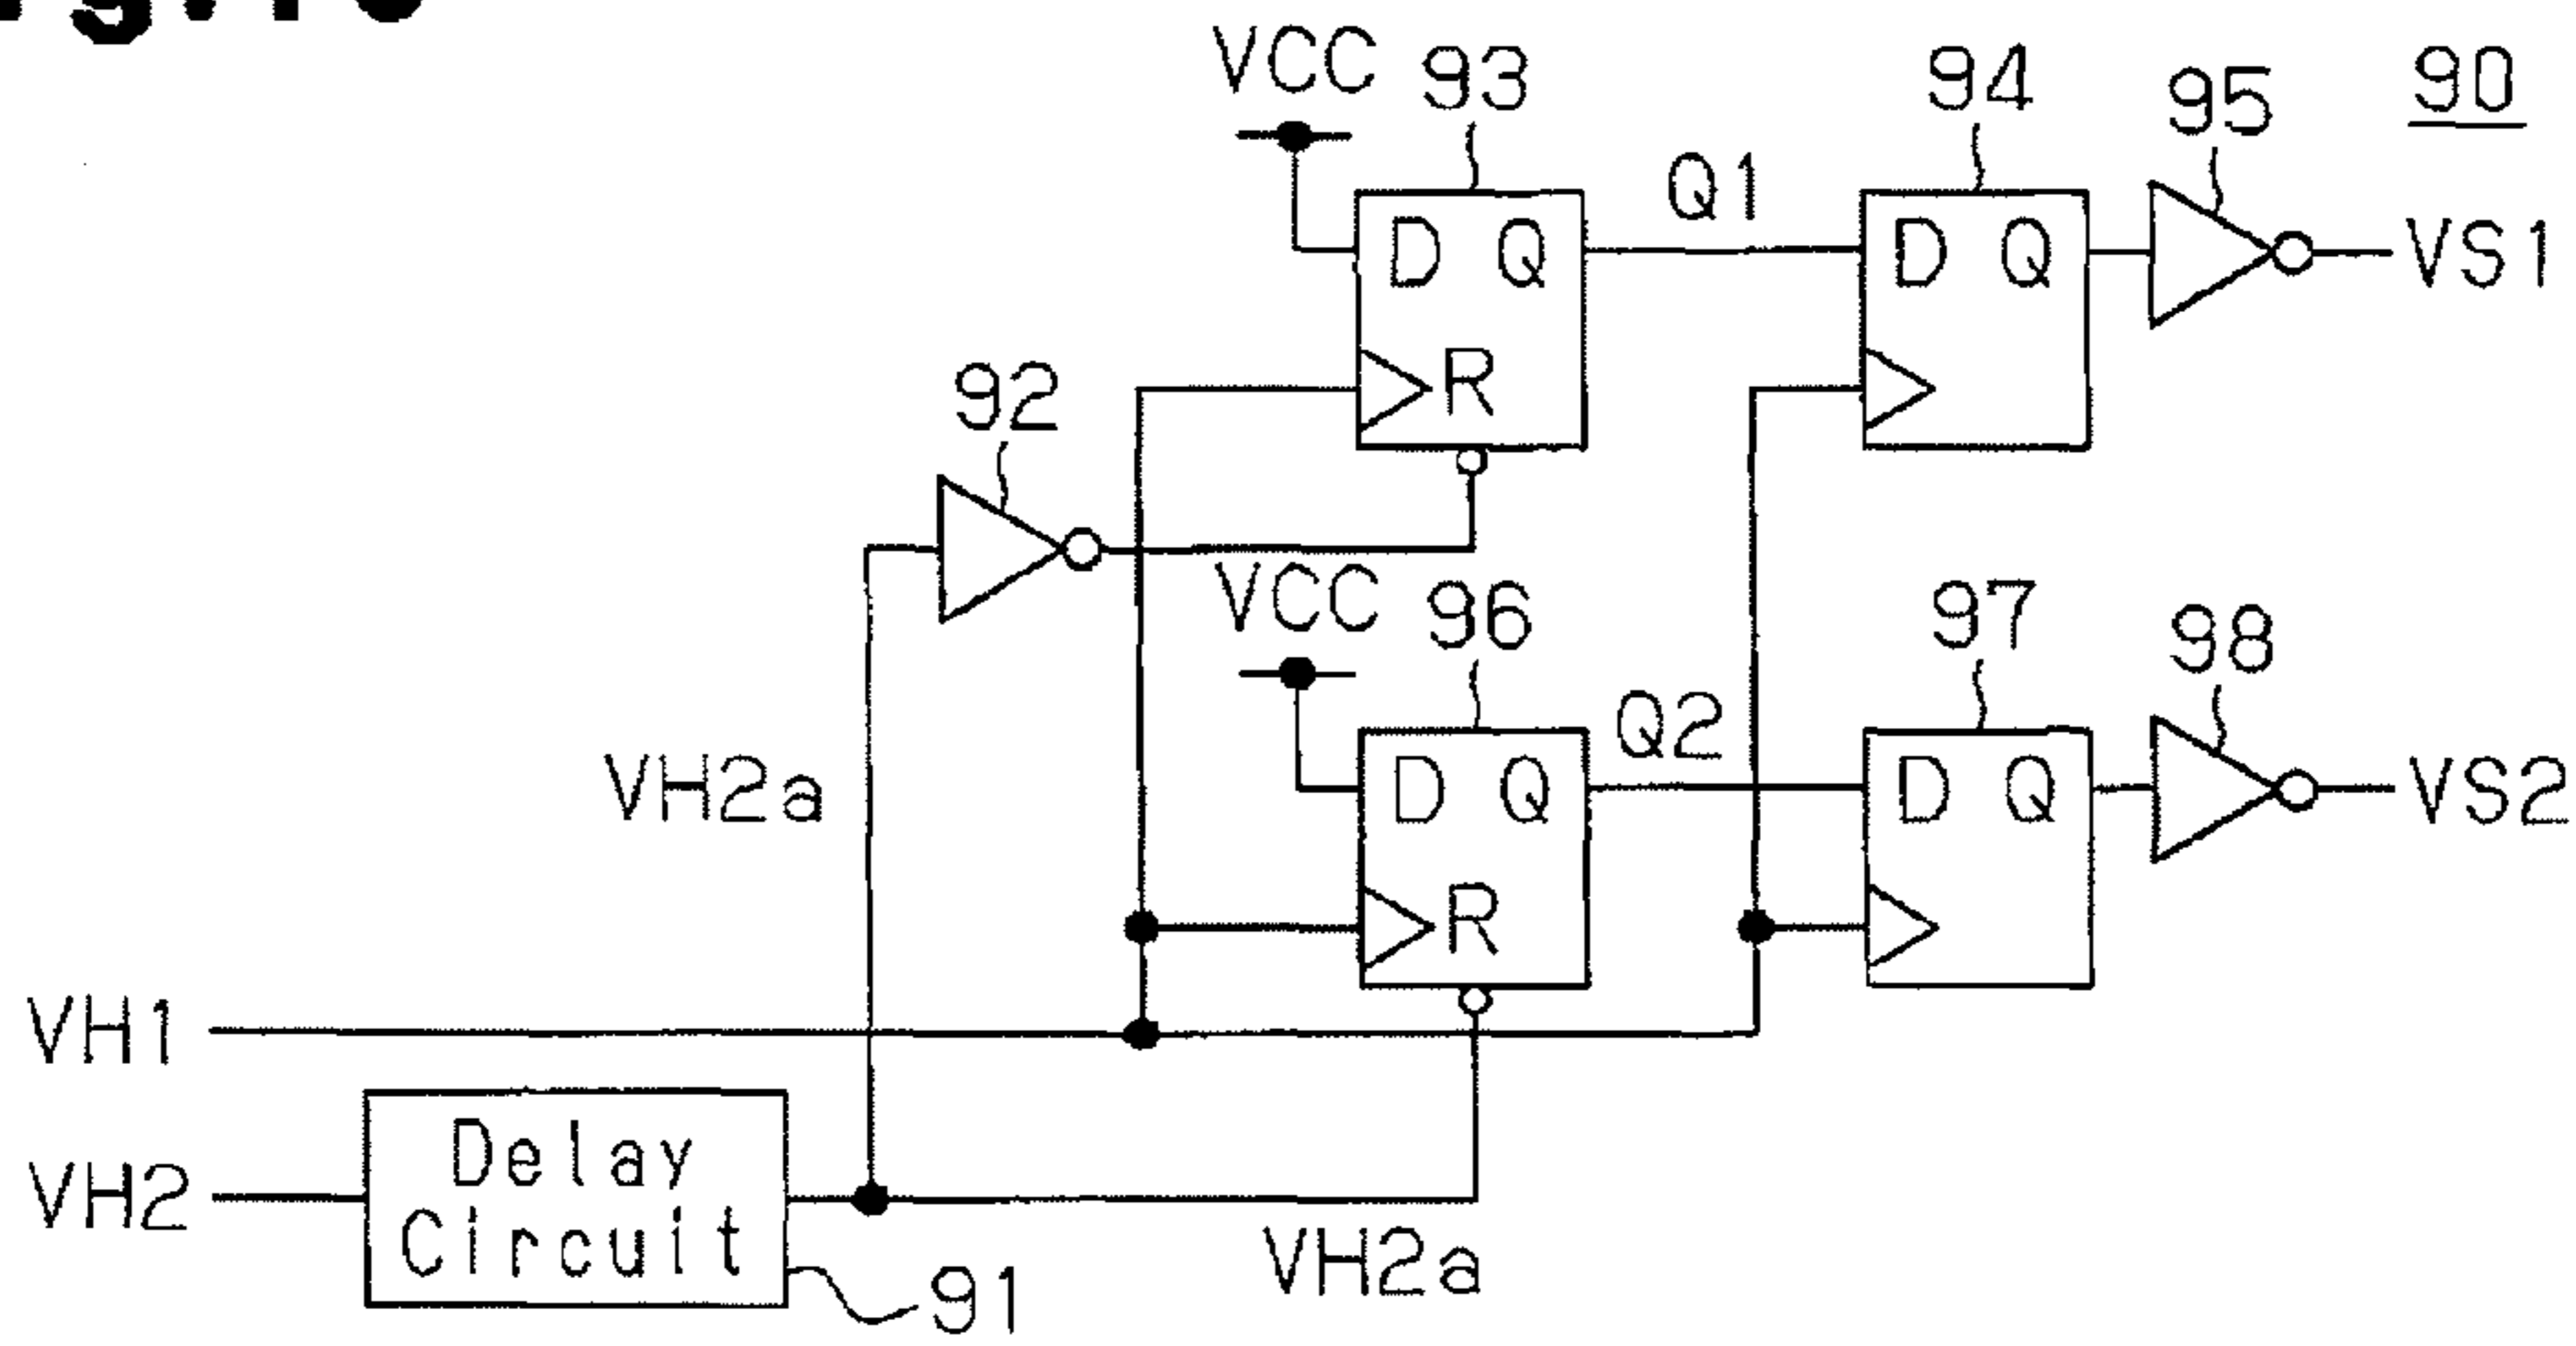 VCC
93
94
95
90
Q1
D Q
R
D Q
VS1
92
VCC
96
97
98
Q2
D Q
R
D Q
VS2
VH2a
VH1
VH2
Delay
Circuit
91
VH2a